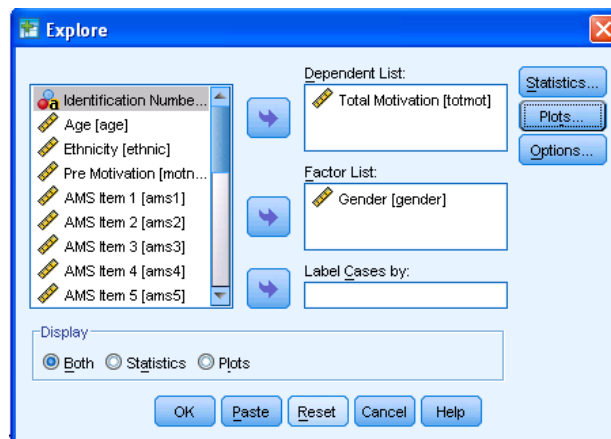 Explore
Identification Numbe...
Age [age]
Ethnicity [ethnic]
Pre Motivation [motn...
AMS Item 1 [ams1]
AMS Item 2 [ams2]
AMS Item 3 [ams3]
AMS Item 4 [ams4]
AMS Item 5 [ams5]
Dependent List:
Total Motivation [totmot]
Factor List:
Gender [gender]
Label Cases by:
Statistics...
Plots...
Options...
Display
Both Statistics Plots
OK Paste Reset Cancel Help